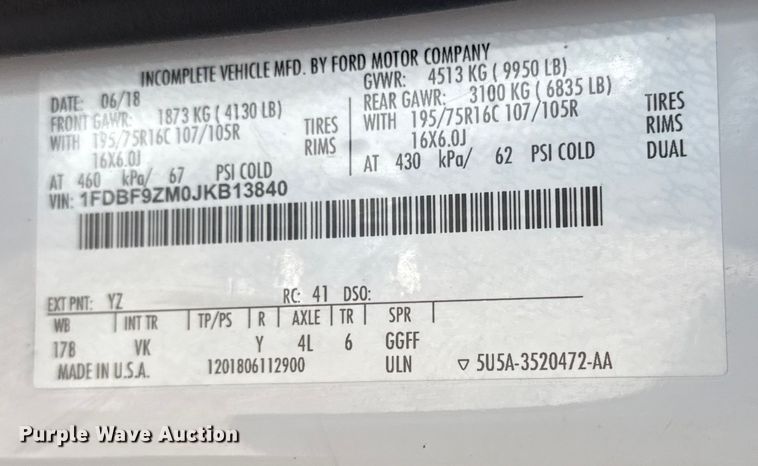 INCOMPLETE VEHICLE MFD. BY FORD MOTOR COMPANY
DATE: 06/18 GVWR: 4513 KG ( 9950 LB)
FRONT GAWR: 1873 KG ( 4130 LB) REAR GAWR: 3100 KG ( 6835 LB)
WITH 195/75R16C 107/105R TIRES WITH 195/75R16C 107/105R TIRES
16X6.0J RIMS 16X6.0J RIMS
AT 460 kPa/ 67 PSI COLD AT 430 kPa/ 62 PSI COLD DUAL
VIN: 1FDBF9ZM0JKB13840
EXT PNT: YZ RC: 41 DSO:
WB INT TR TP/PS R AXLE TR SPR
178 VK Y 4L 6 GGFF
MADE IN U.S.A. 1201806112900 ULN ▽ 5U5A-3520472-AA
Purple Wave Auction